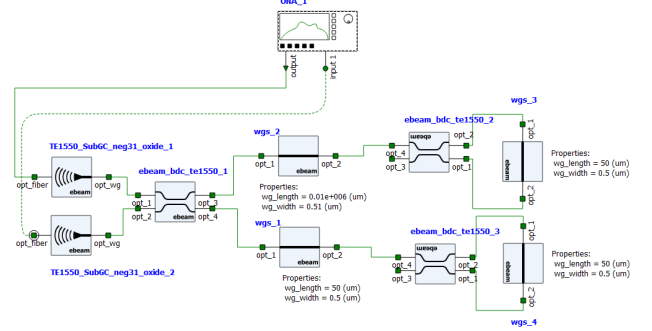 ONA_1
output
input 1
wgs_3
ebeam_bdc_te1550_2
wgs_2
opt_1
TE1550_SubGC_neg31_oxide_1
ebeam
opt_2
opt_4
opt_3
opt_1
ebeam
Properties:
wg_length = 50 (um)
wg_width = 0.5 (um)
opt_1
opt_2
ebeam
ebeam_bdc_te1550_1
opt_fiber
opt_wg
ebeam
opt_2
Properties:
wg_length = 0.01e+006 (um)
wg_width = 0.51 (um)
opt_1
opt_2
opt_3
opt_4
ebeam
wgs_1
ebeam_bdc_te1550_3
opt_1
opt_fiber
opt_wg
ebeam
opt_1
opt_2
ebeam
ebeam
opt_4
opt_3
opt_2
opt_1
ebeam
Properties:
wg_length = 50 (um)
wg_width = 0.5 (um)
TE1550_SubGC_neg31_oxide_2
Properties:
wg_length = 50 (um)
wg_width = 0.5 (um)
opt_2
wgs_4